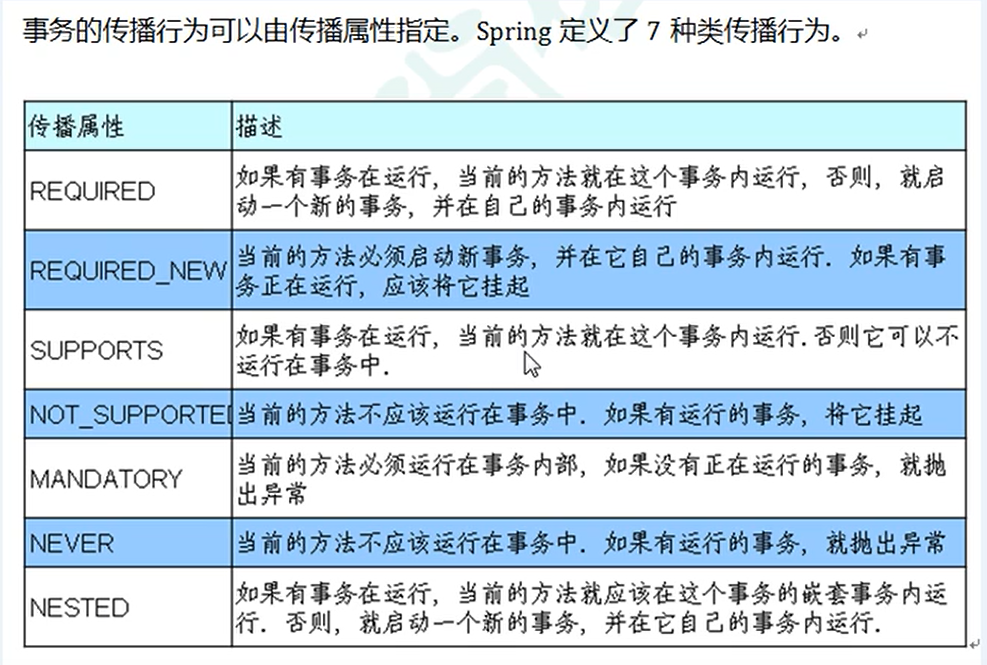 事务的传播行为可以由传播属性指定。Spring 定义了 7 种类传播行为。
传播属性 描述
REQUIRED
如果有事务在运行，当前的方法就在这个事务内运行，否则，就启
动一个新的事务，并在自己的事务内运行
REQUIRED_NEW
当前的方法必须启动新事务，并在它自己的事务内运行. 如果有事
务正在运行，应该将它挂起
SUPPORTS
如果有事务在运行，当前的方法就在这个事务内运行.否则它可以不
运行在事务中.
NOT_SUPPORTED 当前的方法不应该运行在事务中. 如果有运行的事务，将它挂起
MANDATORY
当前的方法必须运行在事务内部，如果没有正在运行的事务，就抛
出异常
NEVER 当前的方法不应该运行在事务中. 如果有运行的事务，就抛出异常
NESTED
如果有事务在运行，当前的方法就应该在这个事务的嵌套事务内运
行. 否则，就启动一个新的事务，并在它自己的事务内运行.